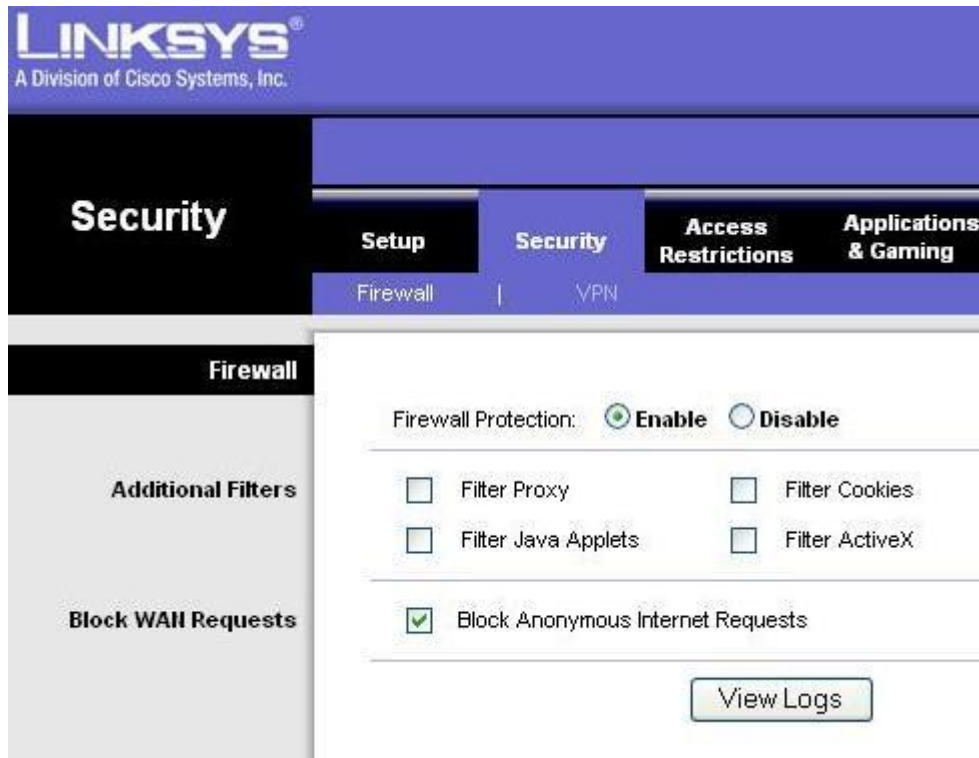 LINKSYS®
A Division of Cisco Systems, Inc.
Security
Setup
Security
Access
Restrictions
Applications
& Gaming
Firewall | VPN
Firewall
Firewall Protection: Enable Disable
Additional Filters
Filter Proxy Filter Cookies
Filter Java Applets Filter ActiveX
Block WAN Requests
Block Anonymous Internet Requests
View Logs